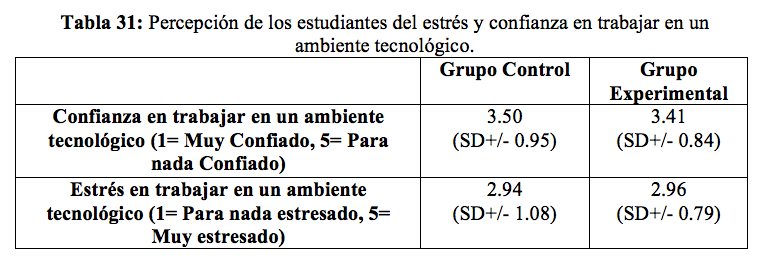 Tabla 31: Percepción de los estudiantes del estrés y confianza en trabajar en un
ambiente tecnológico.
Grupo Control
Grupo
Experimental
Confianza en trabajar en un ambiente
tecnológico (1= Muy Confiado, 5= Para
nada Confiado)
3.50
(SD+/- 0.95)
3.41
(SD+/- 0.84)
Estrés en trabajar en un ambiente
tecnológico (1= Para nada estresado, 5=
Muy estresado)
2.94
(SD+/- 1.08)
2.96
(SD+/- 0.79)